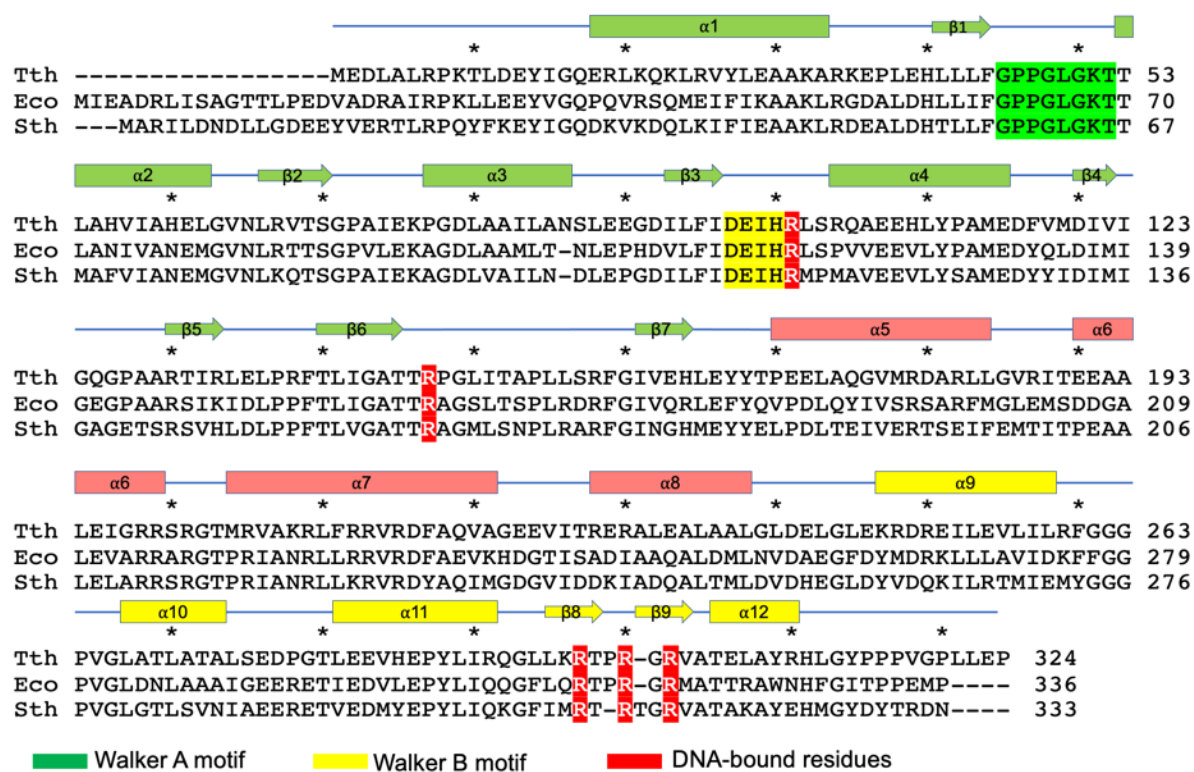 α1 β1
* * * * *
Tth -----------------MEDLALRPKTLDEYIGQERLKQKLRVYLEAAKARKEPLEHLLLFGPPGLGKTT 53
Eco MIEADRLISAGTTLPEDVADRAIRPKLLEEYVGQPQVRSQMEIFIKAAKLRGDALDHLLIFGPPGLGKTT 70
Sth ---MARILDNDLLGDEEYVERTLRPQYFKEYIGQDKVKDQLKIFIEAAKLRDEALDHTLLFGPPGLGKTT 67
α2 β2 α3 β3 α4 β4
* * * * * * *
Tth LAHVIAHELGVNLRVTSGPAIEKPGDLAAILANSLEEGDILFIDEIHRLSRQAEEHLYPAMEDFVMDIVI 123
Eco LANIVANEMGVNLRTTSGPVLEKAGDLAAMLT-NLEPHDVLFIDEIHRLSPVVEEVLYPAMEDYQLDIMI 139
Sth MAFVIANEMGVNLKQTSGPAIEKAGDLVAILN-DLEPGDILFIDEIHRMPMAVEEVLYSAMEDYYIDIMI 136
β5 β6 β7 α5 α6
* * * * * * *
Tth GQGPAARTIRLELPRFTLIGATTRPGLITAPLLSRFGIVEHLEYYTPEELAQGVMRDARLLGVRITEEAA 193
Eco GEGPAARSIKIDLPPFTLIGATTRAGSLTSPLRDRFGIVQRLEFYQVPDLQYIVSRSARFMGLEMSDDGA 209
Sth GAGETSRSVHLDLPPFTLVGATTRAGMLSNPLRARFGINGHMEYYELPDLTEIVERTSEIFEMTITPEAA 206
α6 α7 α8 α9
* * * * * * *
Tth LEIGRRSRGTMRVAKRLFRRVRDFAQVAGEEVITRERALEALAALGLDELGLEKRDREILEVLILRFGGG 263
Eco LEVARRARGTPRIANRLLRRVRDFAEVKHDGTISADIAAQALDMLNVDAEGFDYMDRKLLLAVIDKFFGG 279
Sth LELARRSRGTPRIANRLLKRVRDYAQIMGDGVIDDKIADQALTMLDVDHEGLDYVDQKILRTMIEMYGGG 276
α10 α11 β8 β9 α12
* * * * * *
Tth PVGLATLATALSEDPGTLEEVHEPYLIRQGLLKRTPR-GRVATELAYRHLGYPPPVGPLLEP 324
Eco PVGLDNLAAAIGEERETIEDVLEPYLIQQGFLQRTPR-GRMATTRAWNHFGITPPEMP---- 336
Sth PVGLGTLSVNIAEERETVEDMYEPYLIQKGFIMRT-RTGRVATAKAYEHMGYDYTRDN---- 333
Walker A motif Walker B motif DNA-bound residues